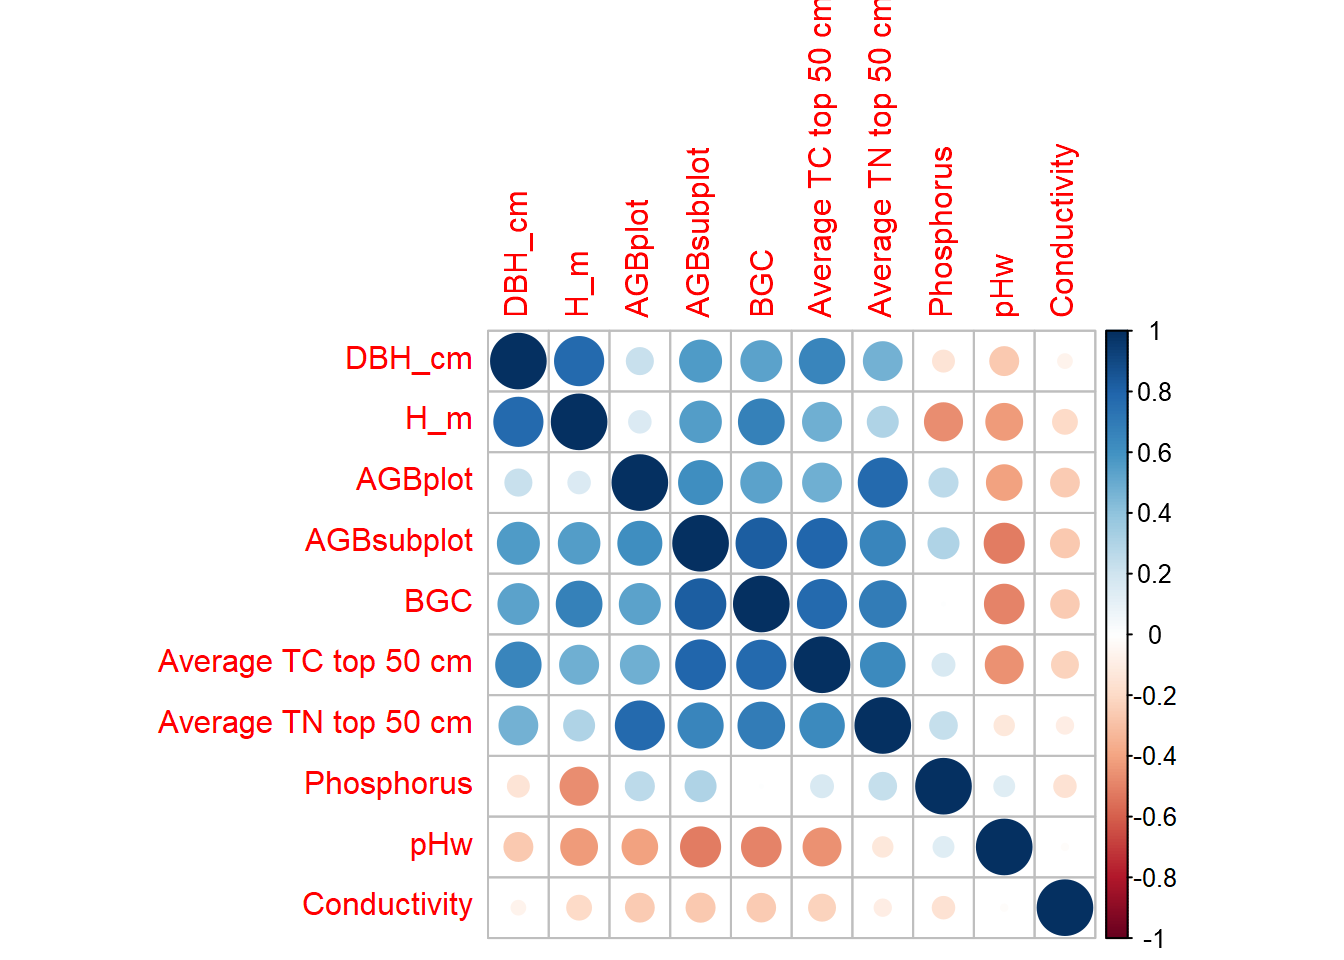 DBH_cm
H_m
AGBplot
AGBsubplot
BGC
Average TC top 50 cm
Average TN top 50 cm
Phosphorus
pHw
Conductivity
DBH_cm
H_m
AGBplot
AGBsubplot
BGC
Average TC top 50 cm
Average TN top 50 cm
Phosphorus
pHw
Conductivity
1
0.8
0.6
0.4
0.2
0
-0.2
-0.4
-0.6
-0.8
-1